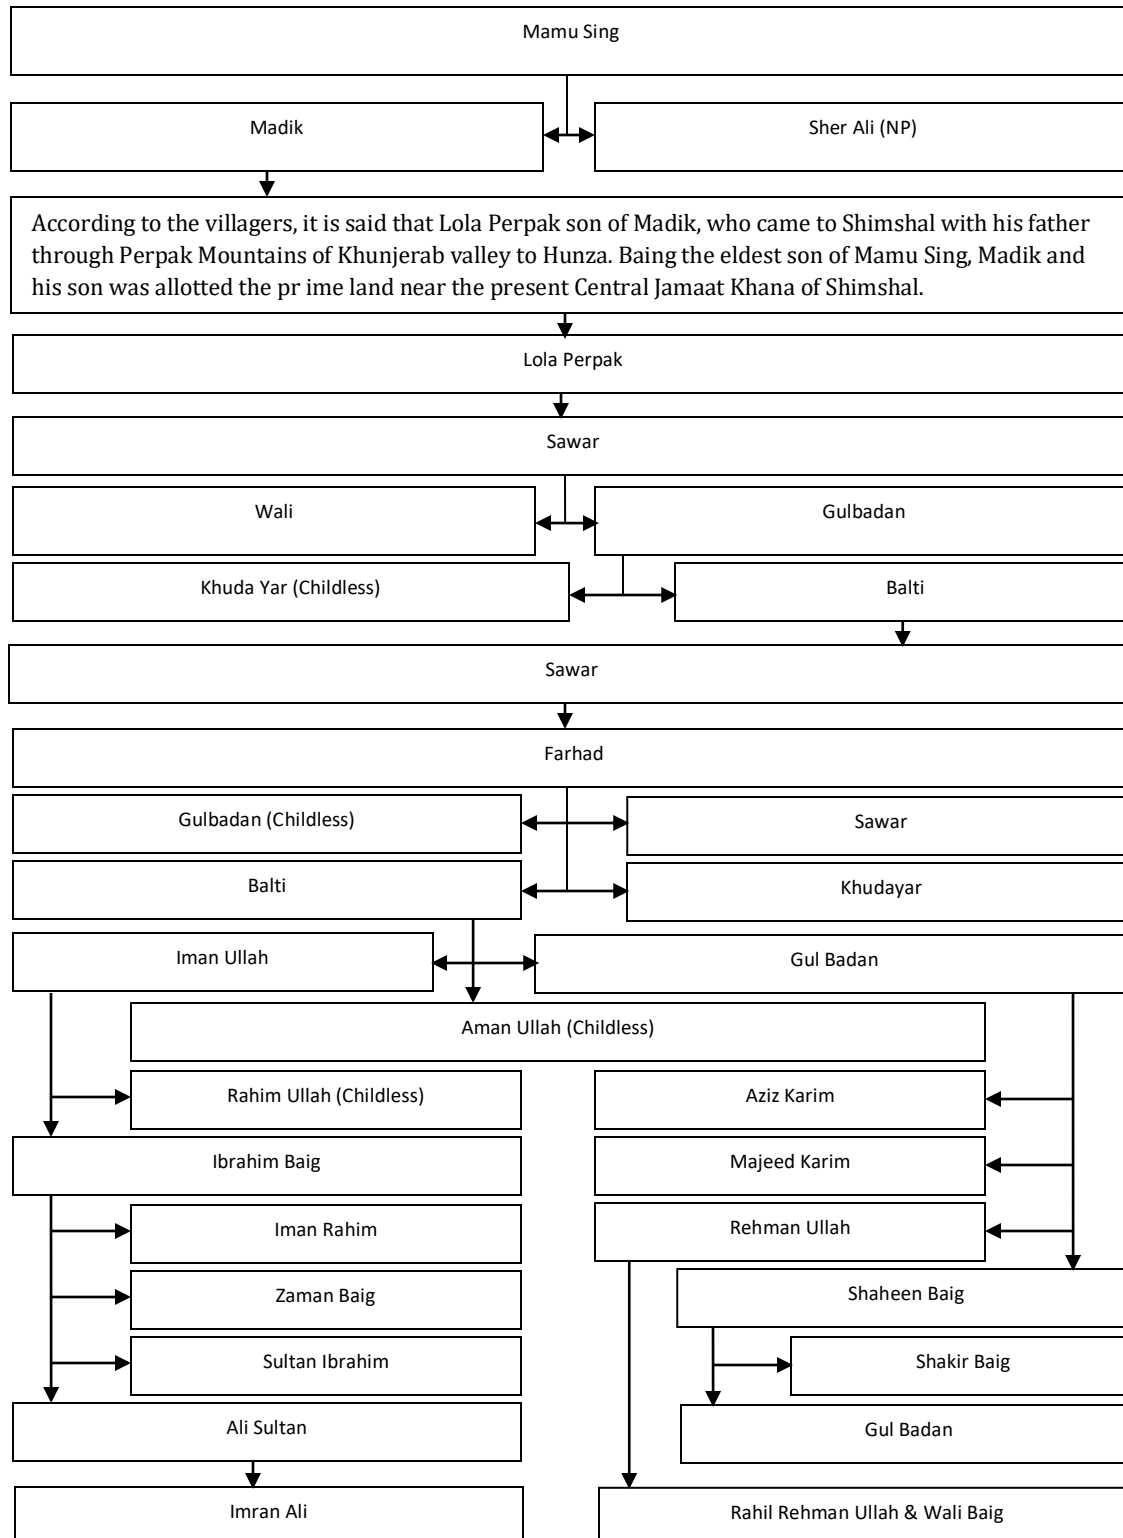 Mamu Sing
Madik
Sher Ali (NP)
According to the villagers, it is said that Lola Perpak son of Madik, who came to Shimshal with his father
through Perpak Mountains of Khunjerab valley to Hunza. Baing the eldest son of Mamu Sing, Madik and
his son was allotted the pr ime land near the present Central Jamaat Khana of Shimshal.
Lola Perpak
Sawar
Wali
Gulbadan
Khuda Yar (Childless)
Balti
Sawar
Farhad
Gulbadan (Childless)
Sawar
Balti
Khudayar
Iman Ullah
Gul Badan
Aman Ullah (Childless)
Rahim Ullah (Childless)
Aziz Karim
Ibrahim Baig
Majeed Karim
Iman Rahim
Rehman Ullah
Zaman Baig
Shaheen Baig
Sultan Ibrahim
Shakir Baig
Ali Sultan
Gul Badan
Imran Ali
Rahil Rehman Ullah & Wali Baig